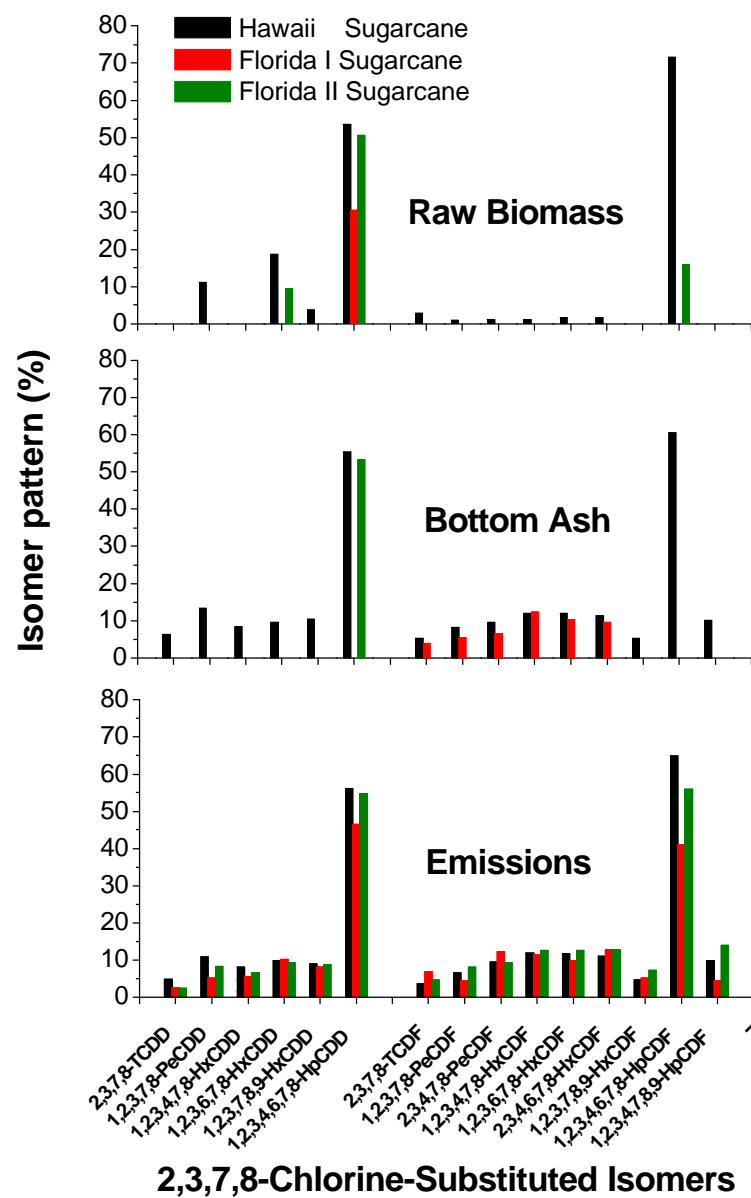 Hawaii Sugarcane
Florida I Sugarcane
Florida II Sugarcane
80
70
60
50
40
30
20
10
0
Raw Biomass
80
70
60
50
40
30
20
10
0
Bottom Ash
80
70
60
50
40
30
20
10
0
Emissions
Isomer pattern (%)
2,3,7,8-TCDD
1,2,3,7,8-PeCDD
1,2,3,4,7,8-HxCDD
1,2,3,6,7,8-HxCDD
1,2,3,7,8,9-HxCDD
1,2,3,4,6,7,8-HpCDD
2,3,7,8-TCDF
1,2,3,7,8-PeCDF
2,3,4,7,8-PeCDF
1,2,3,4,7,8-HxCDF
1,2,3,6,7,8-HxCDF
2,3,4,6,7,8-HxCDF
1,2,3,7,8,9-HxCDF
1,2,3,4,6,7,8-HpCDF
1,2,3,4,7,8,9-HpCDF
2,3,7,8-Chlorine-Substituted Isomers